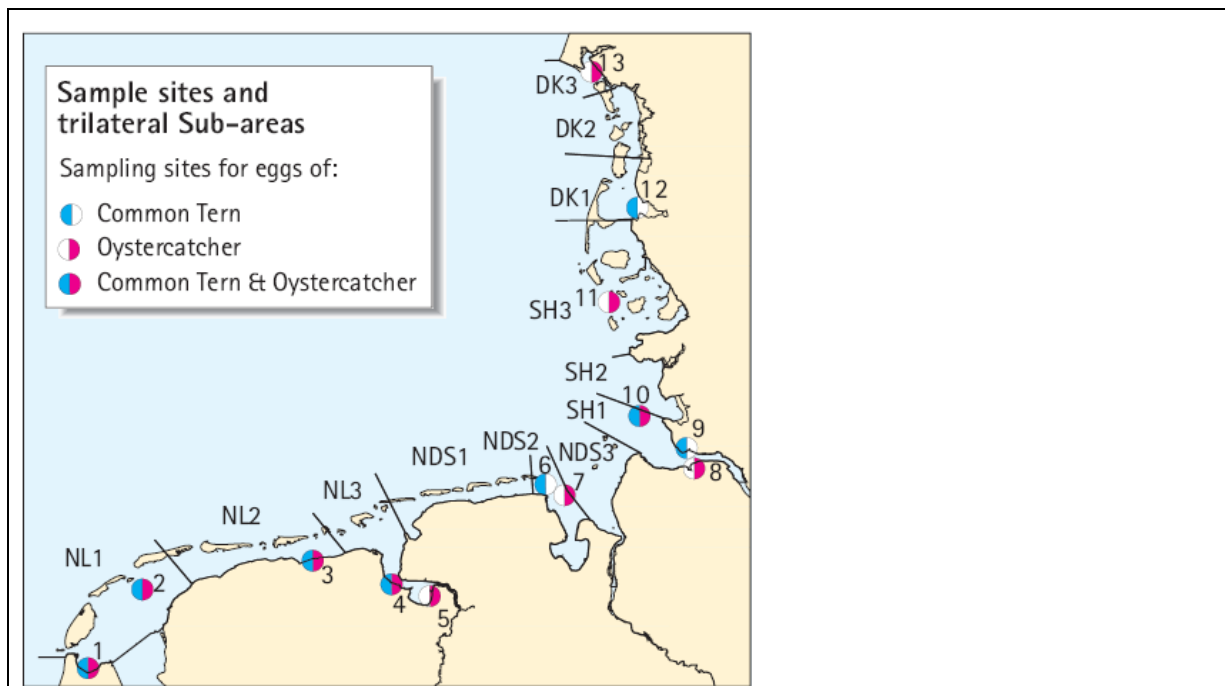 Sample sites and
trilateral Sub-areas
Sampling sites for eggs of:
Common Tern
Oystercatcher
Common Tern & Oystercatcher
13
DK3
DK2
12
DK1
11
SH3
SH2
10
SH1
9
8
NDS1
NDS2
NDS3
6
7
NL3
NL2
NL1
2
3
4
5
1